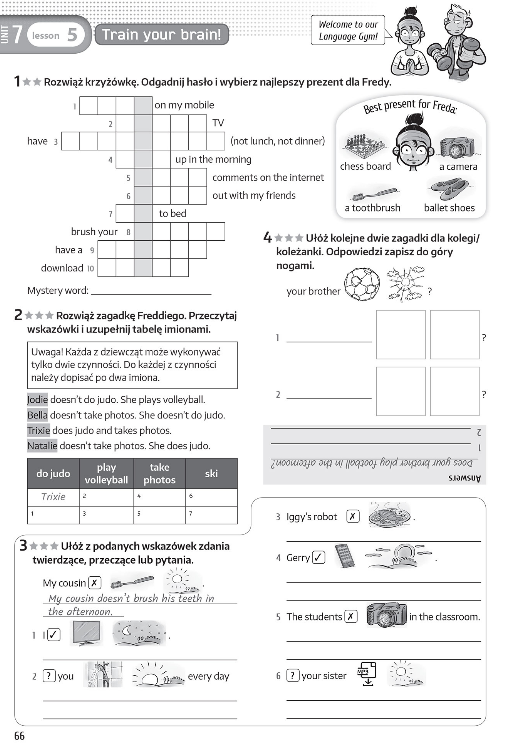 UNIT 7 lesson 5 Train your brain!
Welcome to our
Language Gym!
1 Rozwiąż krzyżówkę. Odgadnij hasło i wybierz najlepszy prezent dla Fredy.
1 on my mobile
2 TV
have 3 (not lunch, not dinner)
4 up in the morning
5 comments on the internet
6 out with my friends
7 to bed
brush your 8
have a 9
download 10
Mystery word:
Best present for Freda:
chess board a camera
a toothbrush ballet shoes
2 Rozwiąż zagadkę Freddiego. Przeczytaj
wskazówki i uzupełnij tabelę imionami.
Uwaga! Każda z dziewcząt może wykonywać
tylko dwie czynności. Do każdej z czynności
należy dopisać po dwa imiona.
Jodie doesn't do judo. She plays volleyball.
Bella doesn't take photos. She doesn't do judo.
Trixie does judo and takes photos.
Natalie doesn't take photos. She does judo.
do judo play volleyball take photos ski
Trixie 2 4 6
1 3 5 7
4 Ułóż kolejne dwie zagadki dla kolegi/
koleżanki. Odpowiedzi zapisz do góry
nogami.
your brother ?
1 ?
2 ?
2
1
Does your brother play football in the afternoon?
Answers
3 Ułóż z podanych wskazówek zdania
twierdzące, przeczące lub pytania.
My cousin ✗ .
My cousin doesn't brush his teeth in
the afternoon.
1 I ✓ .
2 ? you , every day
3 Iggy's robot ✗ .
4 Gerry ✓ .
5 The students ✗ in the classroom.
6 ? your sister MP3
66